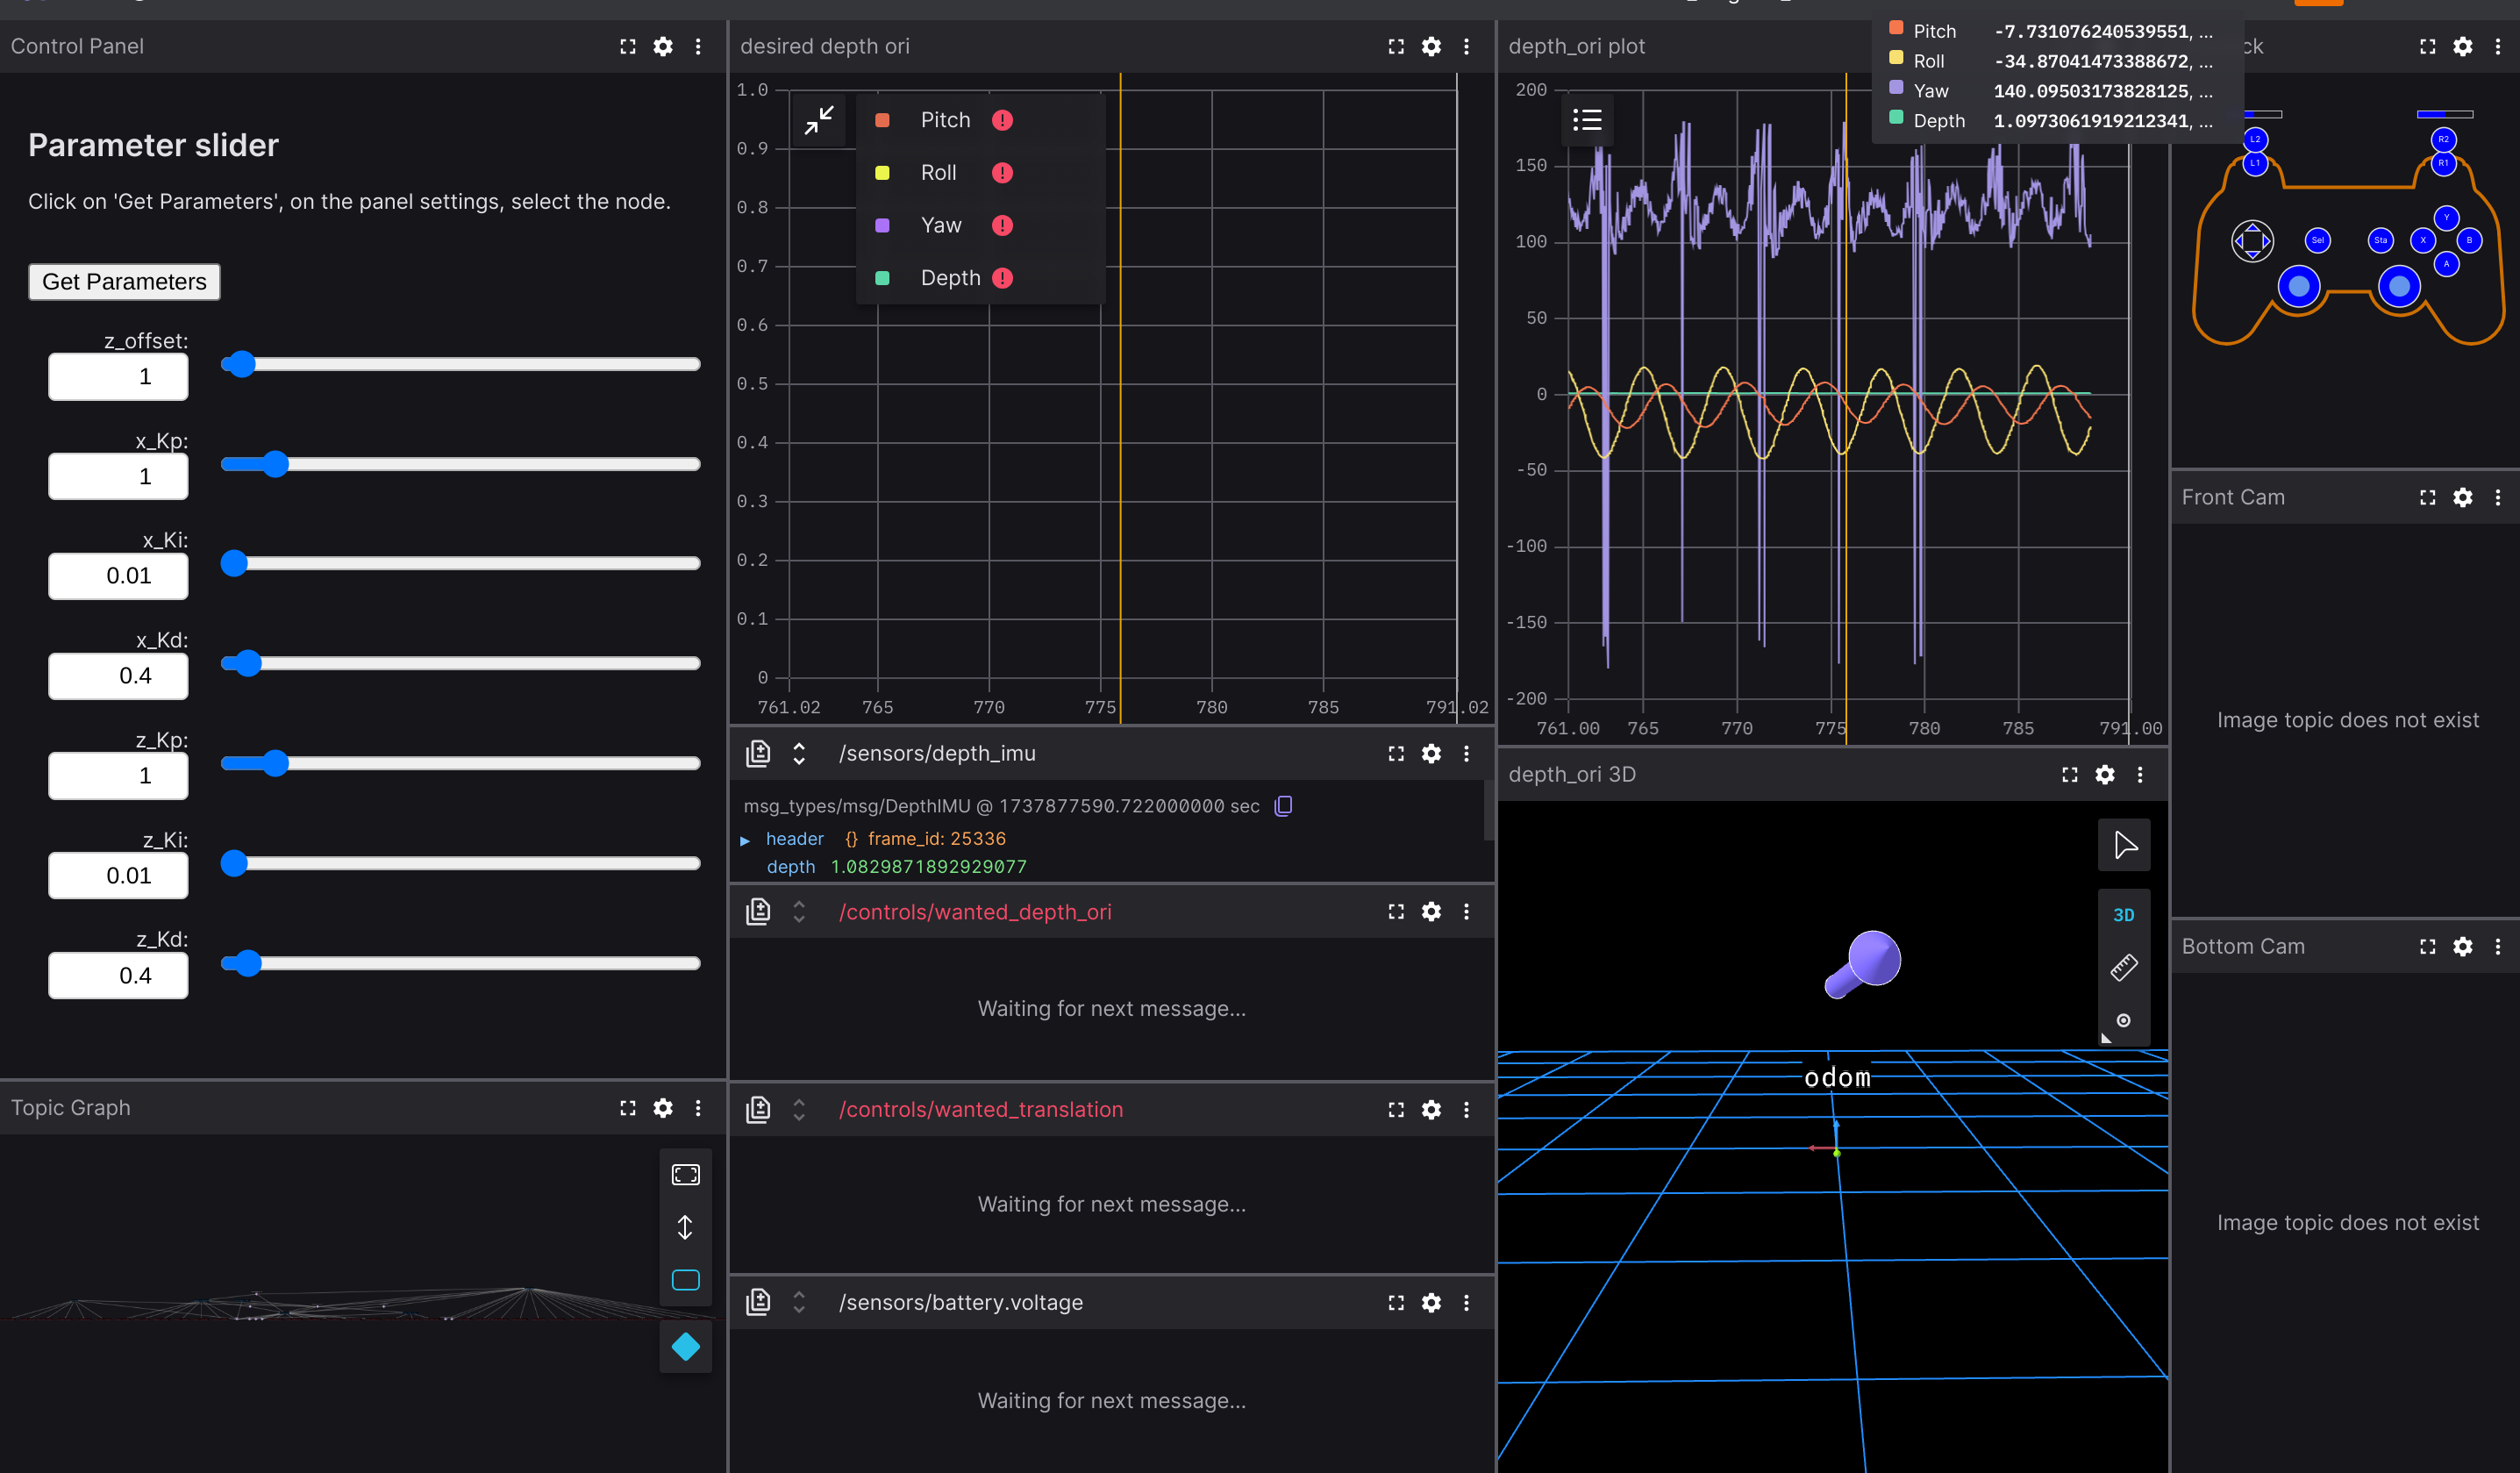 Control Panel
Parameter slider
Click on 'Get Parameters', on the panel settings, select the node.
Get Parameters
z_offset:
1
x_Kp:
1
x_Ki:
0.01
x_Kd:
0.4
z_Kp:
1
z_Ki:
0.01
z_Kd:
0.4
Topic Graph
desired depth ori
1.0
0.9
0.8
0.7
0.6
0.5
0.4
0.3
0.2
0.1
0
761.02 765 770 775 780 785 791.02
Pitch
Roll
Yaw
Depth
/sensors/depth_imu
msg_types/msg/DepthIMU @ 1737877590.722000000 sec
header {} frame_id: 25336
depth 1.0829871892929077
/controls/wanted_depth_ori
Waiting for next message...
/controls/wanted_translation
Waiting for next message...
/sensors/battery.voltage
Waiting for next message...
depth_ori plot
Pitch -7.731076240539551, ...
Roll -34.87041473388672, ...
Yaw 140.09503173828125, ...
Depth 1.0973061919212341, ...
200
150
100
50
0
-50
-100
-150
-200
761.00 765 770 775 780 785 791.00
depth_ori 3D
3D
odom
ck
L2
L1
R2
R1
Sel
Sta
Y
X
B
A
Front Cam
Image topic does not exist
Bottom Cam
Image topic does not exist